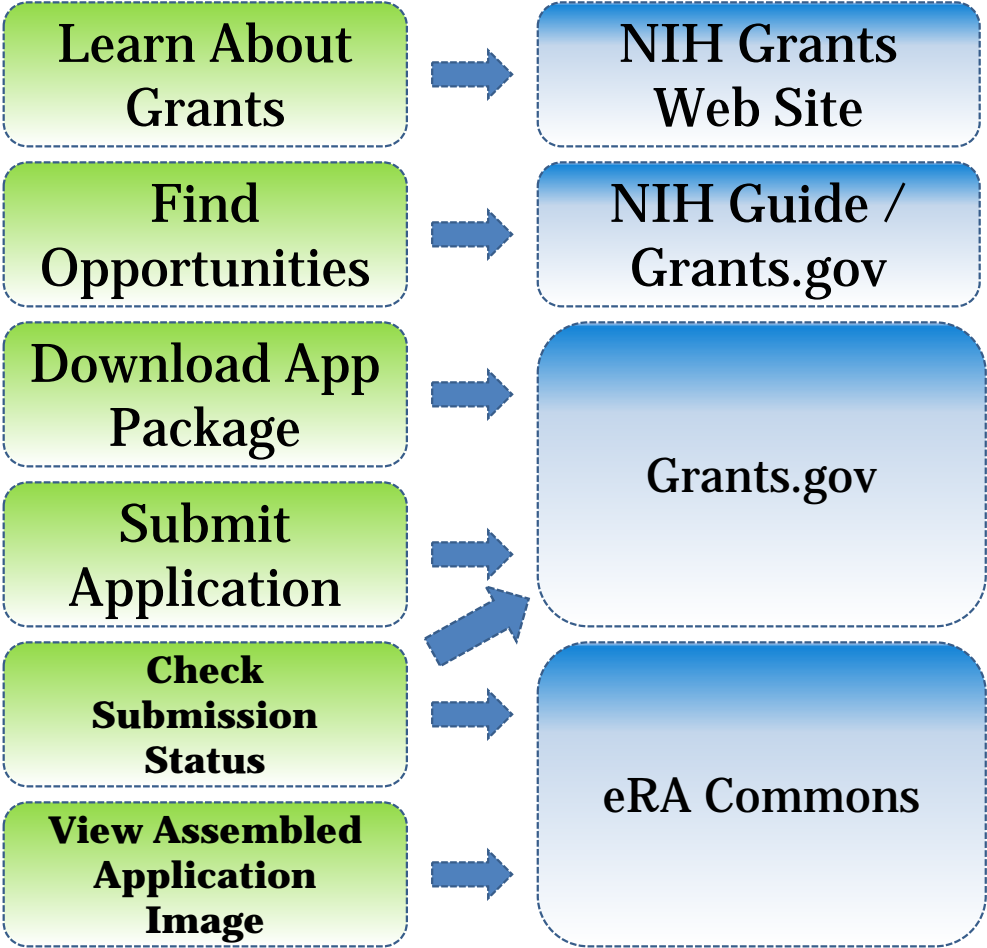 Learn About
Grants
NIH Grants
Web Site
Find
Opportunities
NIH Guide /
Grants.gov
Download App
Package
Grants.gov
Submit
Application
Check
Submission
Status
eRA Commons
View Assembled
Application
Image